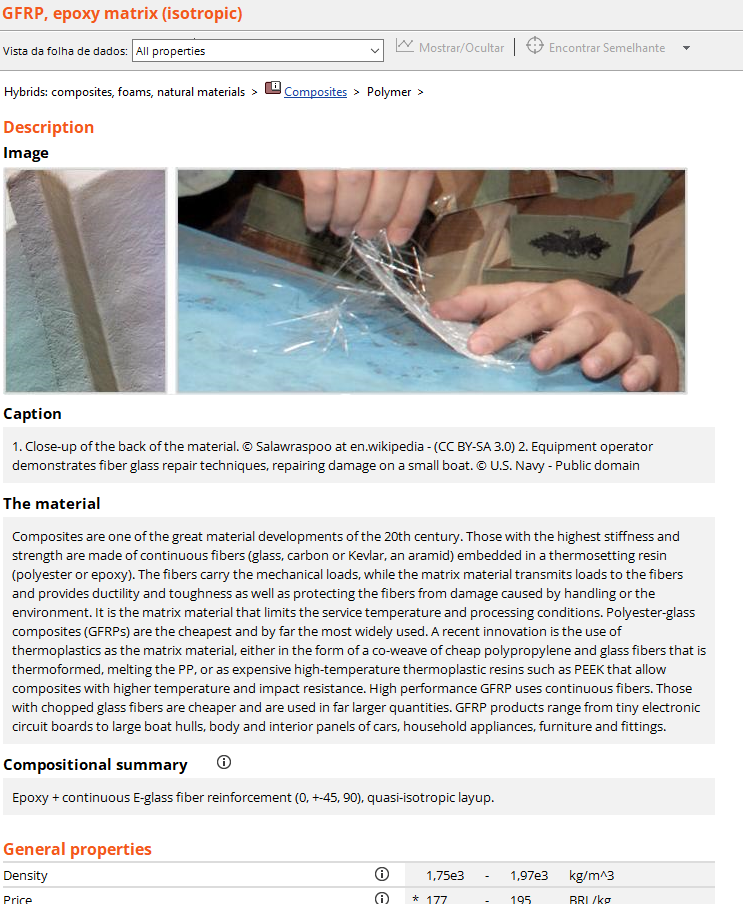 GFRP, epoxy matrix (isotropic)
Vista da folha de dados: All properties Mostrar/Ocultar Encontrar Semelhante
Hybrids: composites, foams, natural materials > Composites > Polymer >
Description
Image
Caption
1. Close-up of the back of the material. © Salawraspoo at en.wikipedia - (CC BY-SA 3.0) 2. Equipment operator
demonstrates fiber glass repair techniques, repairing damage on a small boat. © U.S. Navy - Public domain
The material
Composites are one of the great material developments of the 20th century. Those with the highest stiffness and
strength are made of continuous fibers (glass, carbon or Kevlar, an aramid) embedded in a thermosetting resin
(polyester or epoxy). The fibers carry the mechanical loads, while the matrix material transmits loads to the fibers
and provides ductility and toughness as well as protecting the fibers from damage caused by handling or the
environment. It is the matrix material that limits the service temperature and processing conditions. Polyester-glass
composites (GFRPs) are the cheapest and by far the most widely used. A recent innovation is the use of
thermoplastics as the matrix material, either in the form of a co-weave of cheap polypropylene and glass fibers that is
thermoformed, melting the PP, or as expensive high-temperature thermoplastic resins such as PEEK that allow
composites with higher temperature and impact resistance. High performance GFRP uses continuous fibers. Those
with chopped glass fibers are cheaper and are used in far larger quantities. GFRP products range from tiny electronic
circuit boards to large boat hulls, body and interior panels of cars, household appliances, furniture and fittings.
Compositional summary
Epoxy + continuous E-glass fiber reinforcement (0, +-45, 90), quasi-isotropic layup.
General properties
Density 1,75e3 - 1,97e3 kg/m^3
Price * 177 - 195 BRL/kg